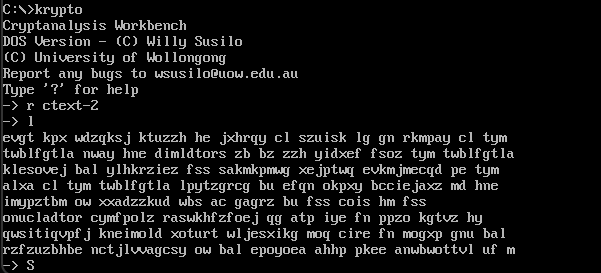 C:\>krypto
Cryptanalysis Workbench
DOS Version - (C) Willy Susilo
(C) University of Wollongong
Report any bugs to wsusilo@uow.edu.au
Type '?' for help
-> r ctext-2
-> l
evgt kpx wdzqksj ktuzzh he jxhrqy cl szuisk lg gn rkmpay cl tym
twblfgtla nway hne dimldtors zb bz zzh yidxef fsoz tym twblfgtla
klesovej bal ylhkrziez fss sakmkpmwg xejptwq evkmjmecqd pe tym
alxa cl tym twblfgtla lpytzgrcg bu efqn okpxy bcciejaxz md hne
imypztbm ow xxadzzkud wbs ac gagrz bu fss cois hm fss
onucladtor cymfpolz raswkhfzfoej qg atp iye fn ppzo kgtvz hy
qwsitiqvpfj kneimold xoturt wljesxikg moq cire fn mogxp gnu bal
rzfzuzbhbe nctjlvvagcsy ow bal epoyoea ahhp pkee anwbwottvl uf m
-> S